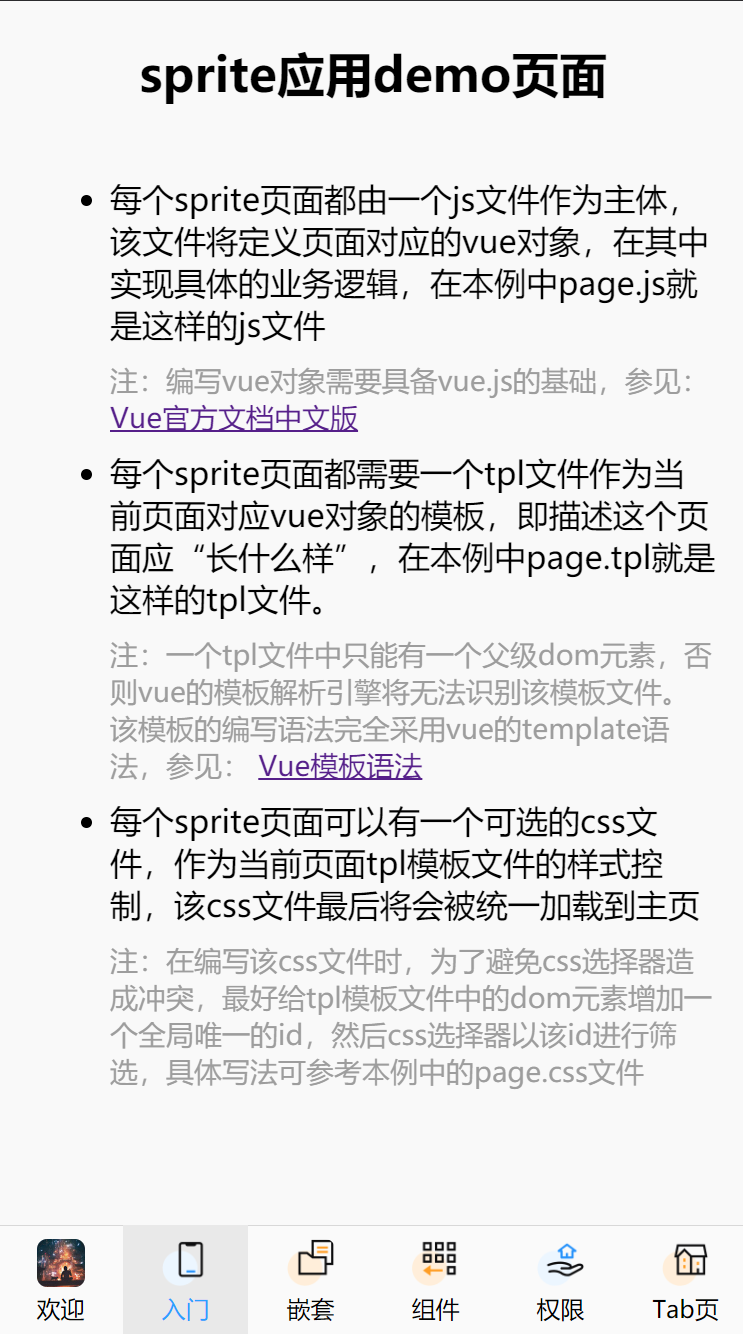 sprite应用demo页面
每个sprite页面都由一个js文件作为主体，
该文件将定义页面对应的vue对象，在其中
实现具体的业务逻辑，在本例中page.js就
是这样的js文件
注：编写vue对象需要具备vue.js的基础，参见：
Vue官方文档中文版
每个sprite页面都需要一个tpl文件作为当
前页面对应vue对象的模板，即描述这个页
面应“长什么样”，在本例中page.tpl就是
这样的tpl文件。
注：一个tpl文件中只能有一个父级dom元素，否
则vue的模板解析引擎将无法识别该模板文件。
该模板的编写语法完全采用vue的template语
法，参见： Vue模板语法
每个sprite页面可以有一个可选的css文
件，作为当前页面tpl模板文件的样式控
制，该css文件最后将会被统一加载到主页
注：在编写该css文件时，为了避免css选择器造
成冲突，最好给tpl模板文件中的dom元素增加一
个全局唯一的id，然后css选择器以该id进行筛
选，具体写法可参考本例中的page.css文件
欢迎 入门 嵌套 组件 权限 Tab页